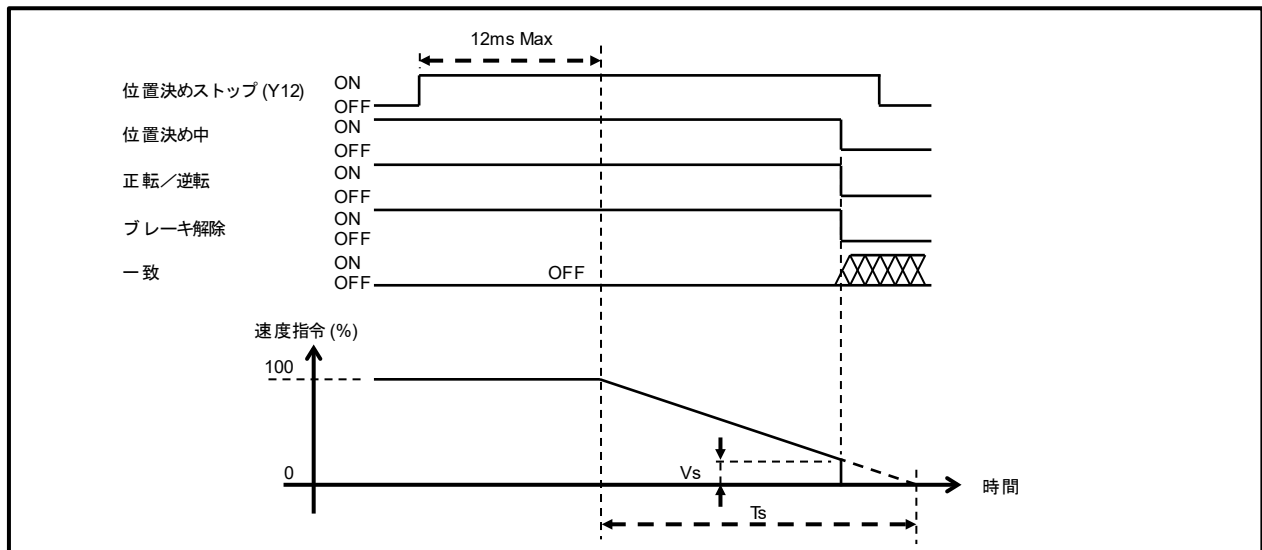 12ms Max
位置決めストップ(Y12) ON
OFF
位置決め中 ON
OFF
正転/逆転 ON
OFF
ブレーキ解除 ON
OFF
一致 ON
OFF OFF
速度指令(%)
100
0 Vs
時間
Ts